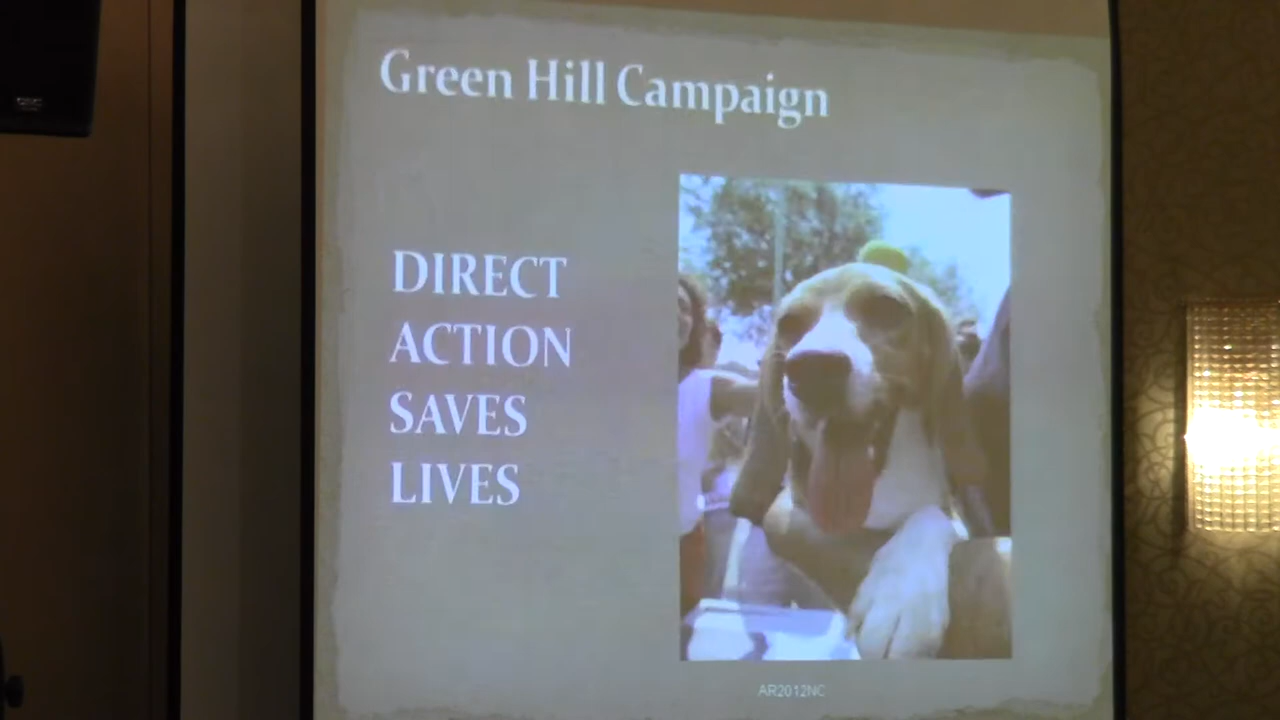 Green Hill Campaign
DIRECT
ACTION
SAVES
LIVES
AR2012NC